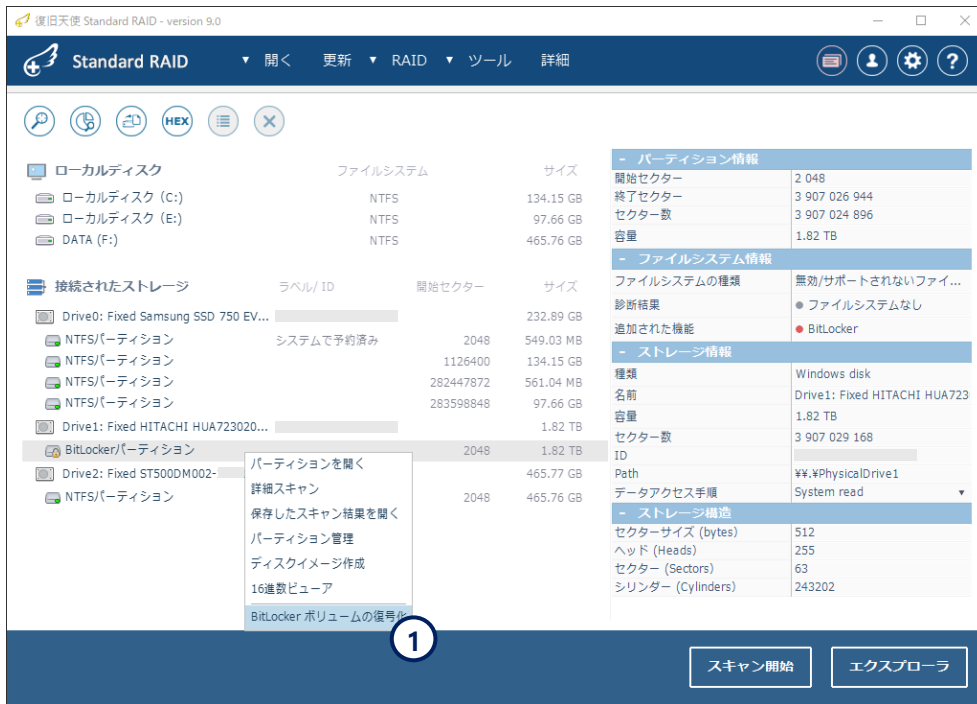 復旧天使 Standard RAID - version 9.0
Standard RAID ▼ 開く 更新 ▼ RAID ▼ ツール 詳細 ?
HEX
ローカルディスク ファイルシステム サイズ
ローカルディスク (C:) NTFS 134.15 GB
ローカルディスク (E:) NTFS 97.66 GB
DATA (F:) NTFS 465.76 GB
接続されたストレージ ラベル/ ID 開始セクター サイズ
Drive0: Fixed Samsung SSD 750 EV... 232.89 GB
NTFSパーティション システムで予約済み 2048 549.03 MB
NTFSパーティション 1126400 134.15 GB
NTFSパーティション 282447872 561.04 MB
NTFSパーティション 283598848 97.66 GB
Drive1: Fixed HITACHI HUA723020... 1.82 TB
BitLockerパーティション 2048 1.82 TB
Drive2: Fixed ST500DM002- 465.77 GB
NTFSパーティション 2048 465.76 GB
パーティションを開く
詳細スキャン
保存したスキャン結果を開く
パーティション管理
ディスクイメージ作成
16進数ビューア
BitLocker ボリュームの復号化
1
- パーティション情報
開始セクター 2 048
終了セクター 3 907 026 944
セクター数 3 907 024 896
容量 1.82 TB
- ファイルシステム情報
ファイルシステムの種類 無効/サポートされないファイ...
診断結果 ● ファイルシステムなし
追加された機能 ● BitLocker
- ストレージ情報
種類 Windows disk
名前 Drive1: Fixed HITACHI HUA723
容量 1.82 TB
セクター数 3 907 029 168
ID
Path ¥¥.¥PhysicalDrive1
データアクセス手順 System read ▼
- ストレージ構造
セクターサイズ (bytes) 512
ヘッド (Heads) 255
セクター (Sectors) 63
シリンダー (Cylinders) 243202
スキャン開始 エクスプローラ